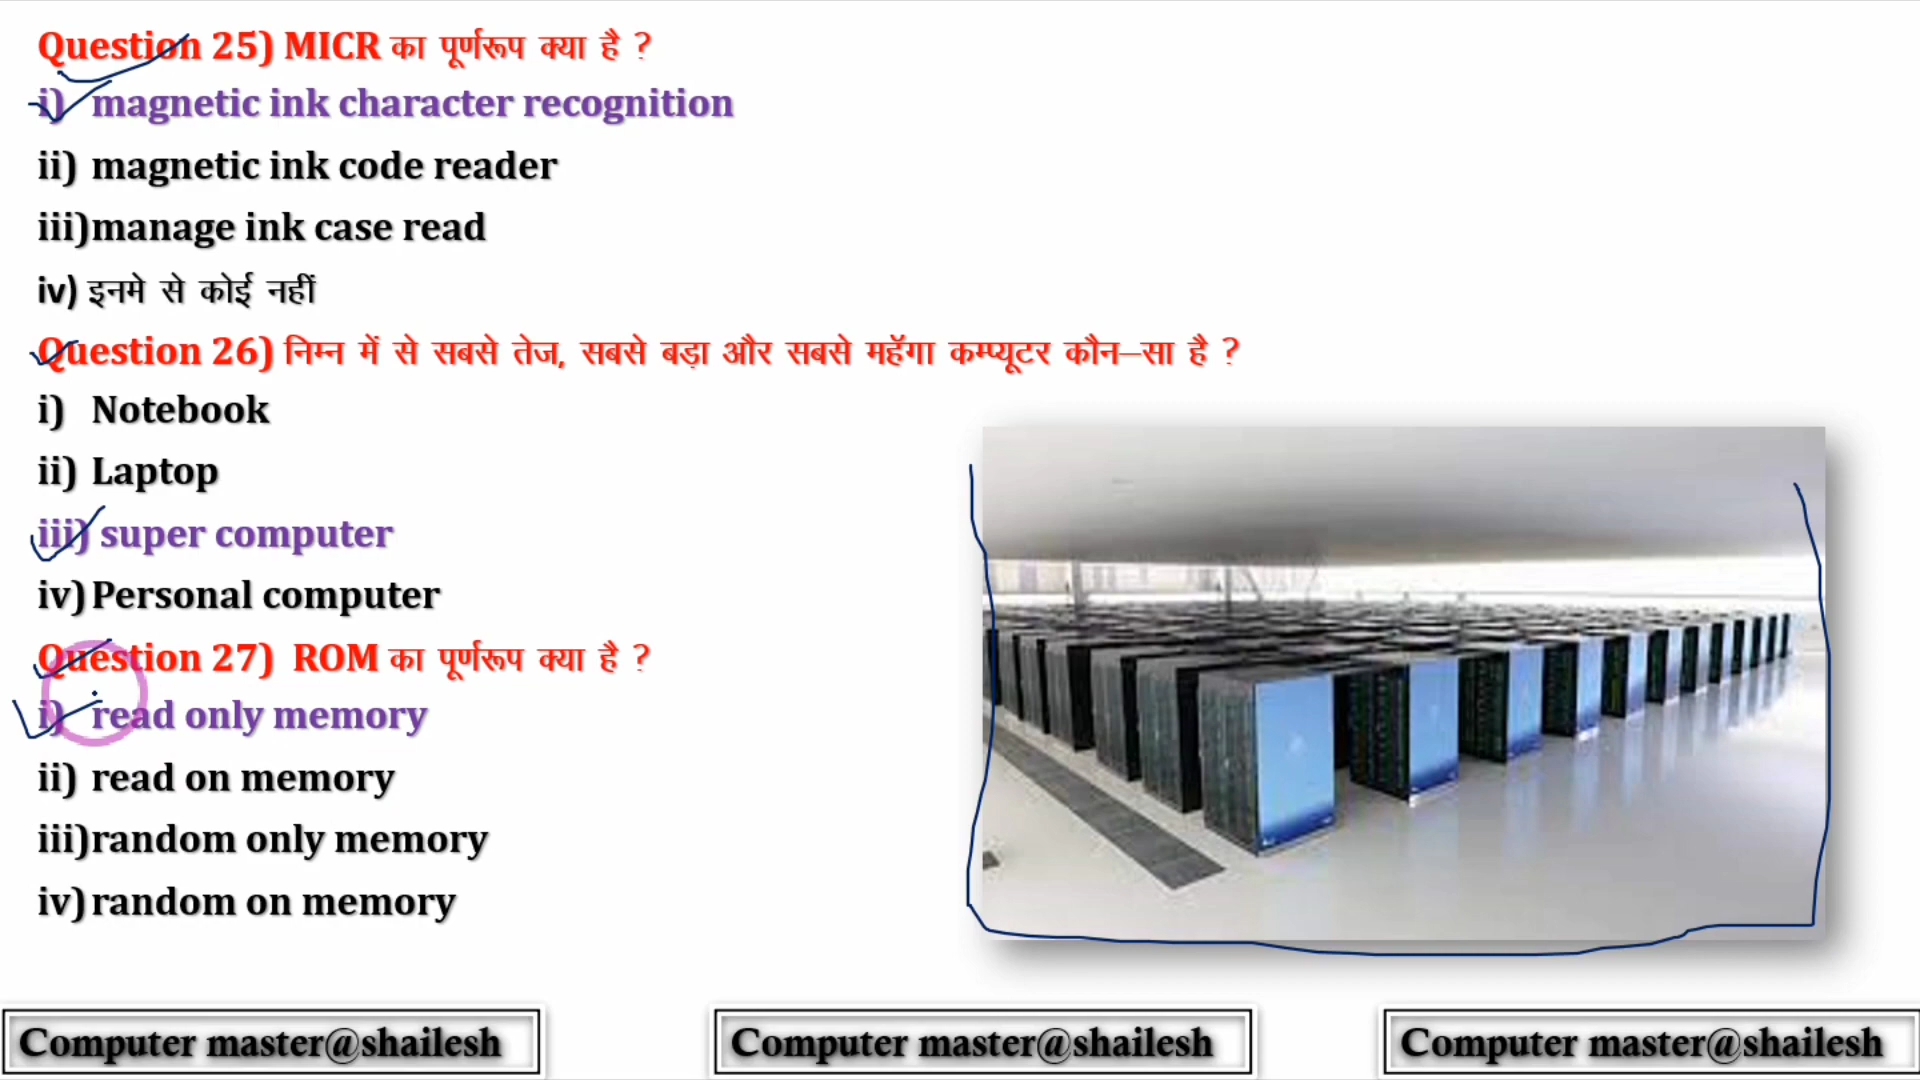 Question 25) MICR का पूर्णरूप क्या है ?
i) magnetic ink character recognition
ii) magnetic ink code reader
iii)manage ink case read
iv) इनमे से कोई नहीं
Question 26) निम्न में से सबसे तेज, सबसे बड़ा और सबसे महॅगा कम्प्यूटर कौन–सा है ?
i) Notebook
ii) Laptop
iii) super computer
iv) Personal computer
Question 27) ROM का पूर्णरूप क्या है ?
i) read only memory
ii) read on memory
iii)random only memory
iv) random on memory
Computer master@shailesh
Computer master@shailesh
Computer master@shailesh